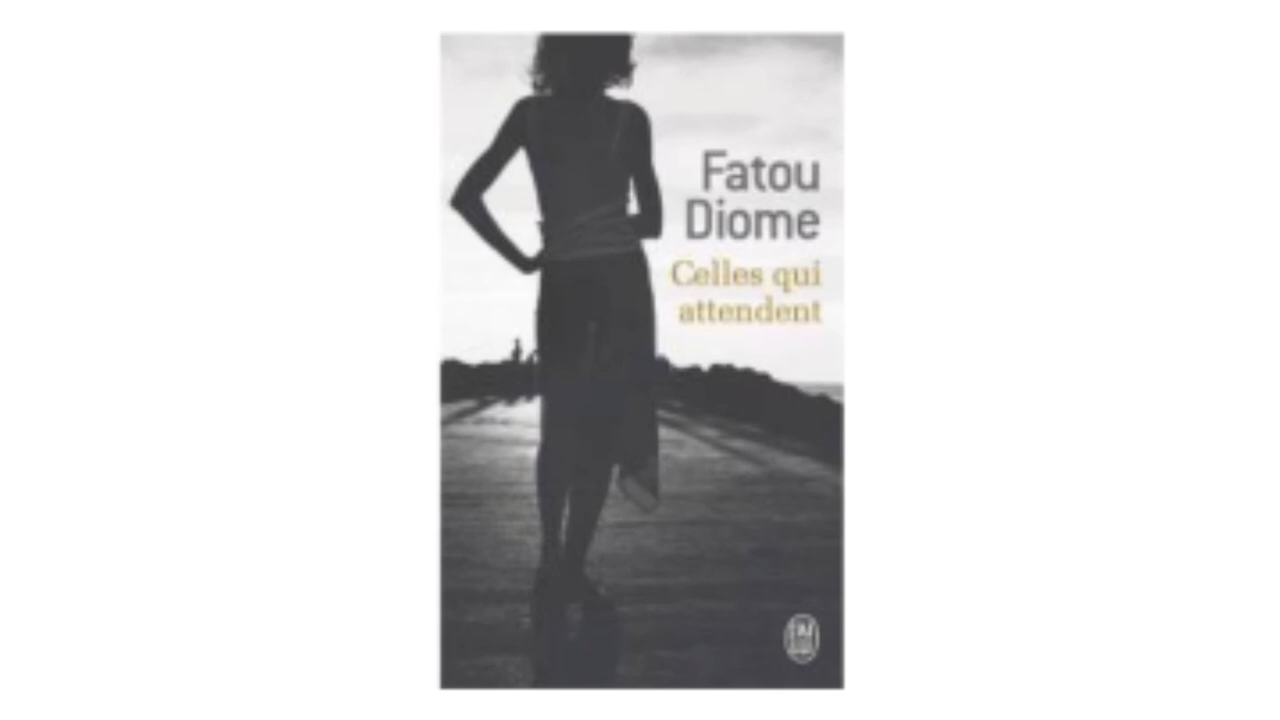 Fatou
Diome
Celles qui
attendent